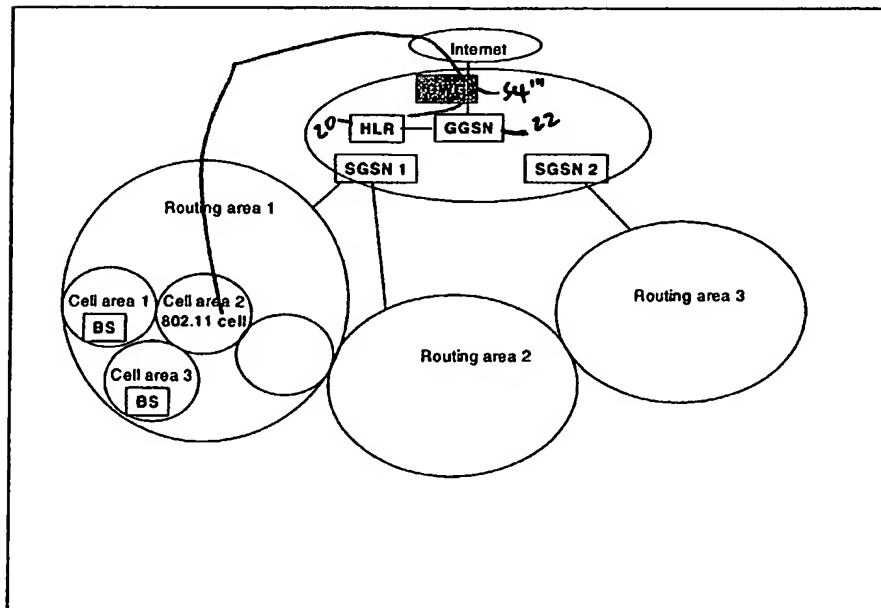 Internet
54'''
20
HLR
GGSN
22
SGSN 1
SGSN 2
Routing area 1
Cell area 1
BS
Cell area 2
802.11 cell
Cell area 3
BS
Routing area 2
Routing area 3